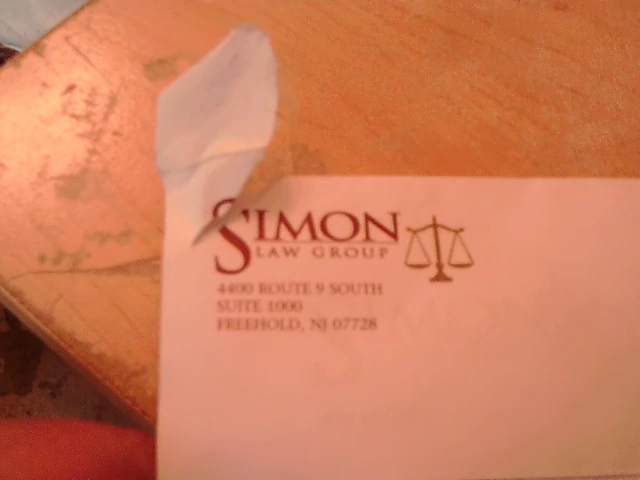 SIMON
LAW GROUP
4400 ROUTE 9 SOUTH
SUITE 1000
FREEHOLD, NJ 07728